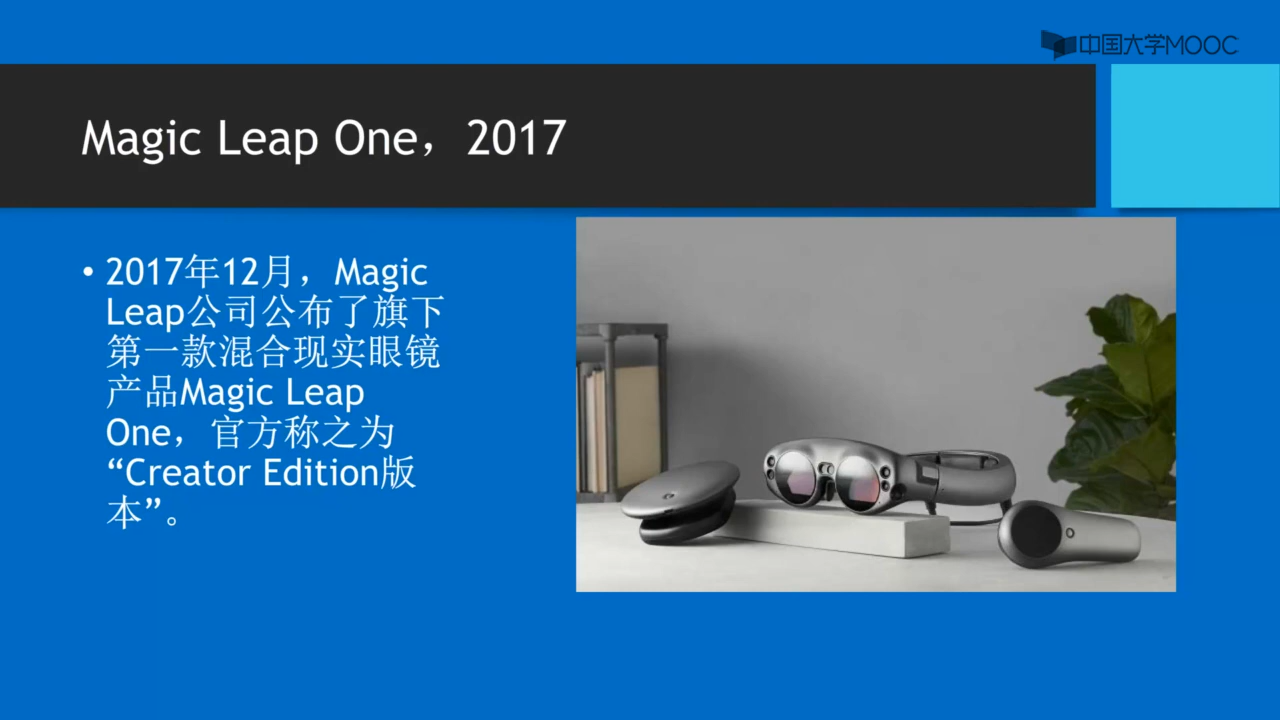 中国大学MOOC
Magic Leap One，2017
• 2017年12月，Magic
Leap公司公布了旗下
第一款混合现实眼镜
产品Magic Leap
One，官方称之为
“Creator Edition版
本”。